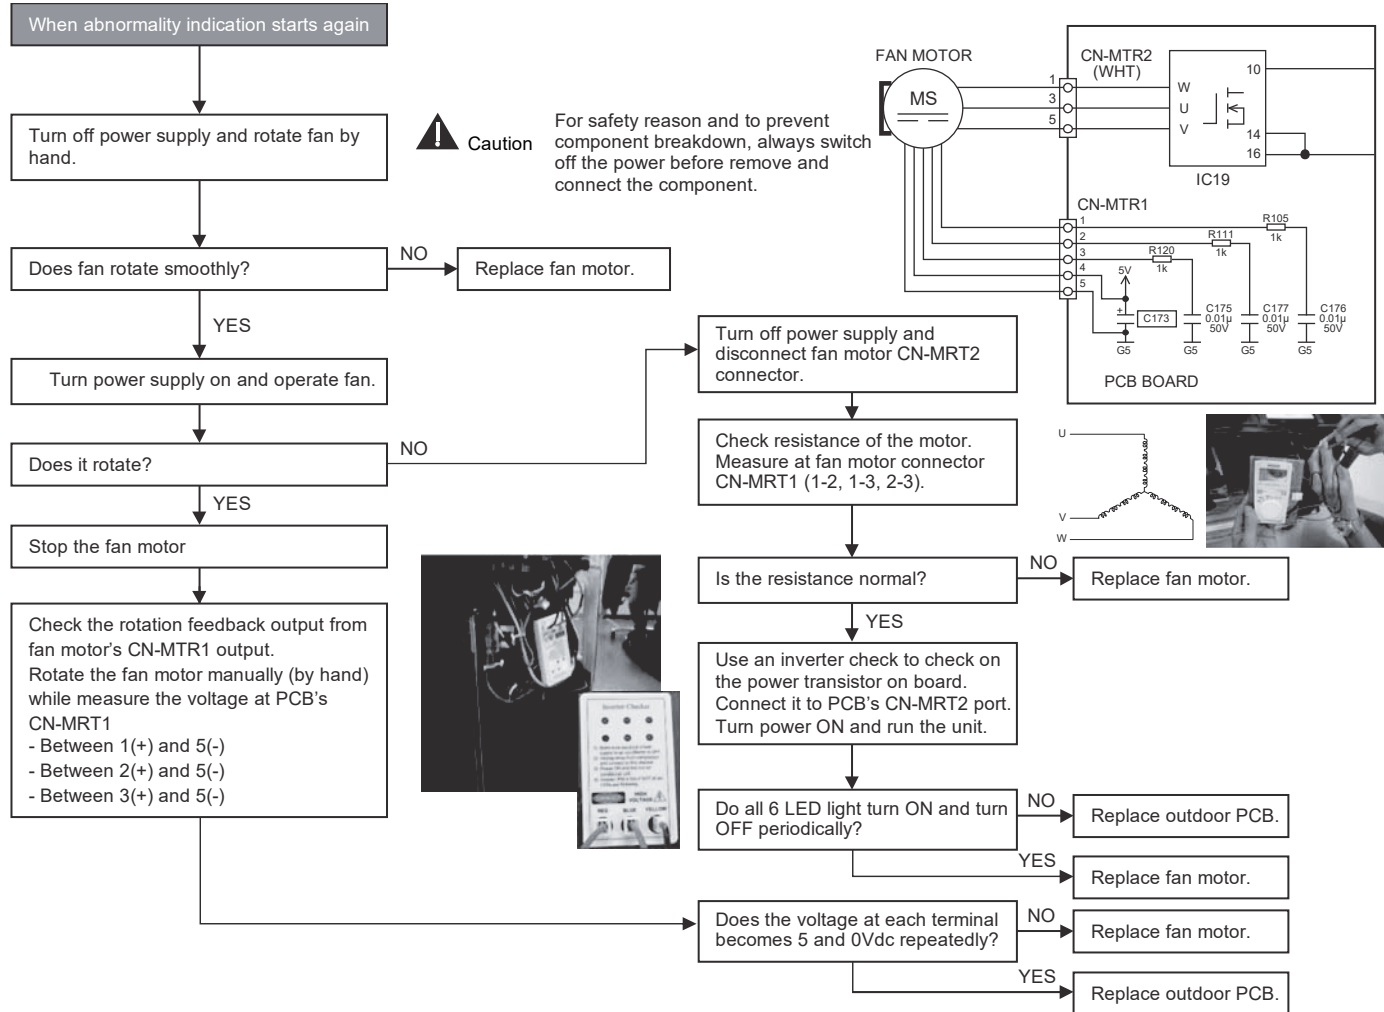 When abnormality indication starts again
Turn off power supply and rotate fan by
hand.
Caution
For safety reason and to prevent
component breakdown, always switch
off the power before remove and
connect the component.
Does fan rotate smoothly?
NO
Replace fan motor.
YES
Turn power supply on and operate fan.
Does it rotate?
NO
YES
Stop the fan motor
Check the rotation feedback output from
fan motor's CN-MTR1 output.
Rotate the fan motor manually (by hand)
while measure the voltage at PCB's
CN-MRT1
- Between 1(+) and 5(-)
- Between 2(+) and 5(-)
- Between 3(+) and 5(-)
Turn off power supply and
disconnect fan motor CN-MRT2
connector.
Check resistance of the motor.
Measure at fan motor connector
CN-MRT1 (1-2, 1-3, 2-3).
Is the resistance normal?
NO
Replace fan motor.
YES
Use an inverter check to check on
the power transistor on board.
Connect it to PCB's CN-MRT2 port.
Turn power ON and run the unit.
Do all 6 LED light turn ON and turn
OFF periodically?
NO
Replace outdoor PCB.
YES
Replace fan motor.
Does the voltage at each terminal
becomes 5 and 0Vdc repeatedly?
NO
Replace fan motor.
YES
Replace outdoor PCB.
FAN MOTOR
MS
CN-MTR2
(WHT)
1
3
5
W
U
V
10
14
16
IC19
CN-MTR1
1
2
3
4
5
R105
1k
R111
1k
R120
1k
5V
+
C173
C175
0.01µ
50V
C177
0.01µ
50V
C176
0.01µ
50V
G5
G5
G5
G5
PCB BOARD
U
V
W
Inverter Checker
HIGH
VOLTAGE
RED BLUE YELLOW